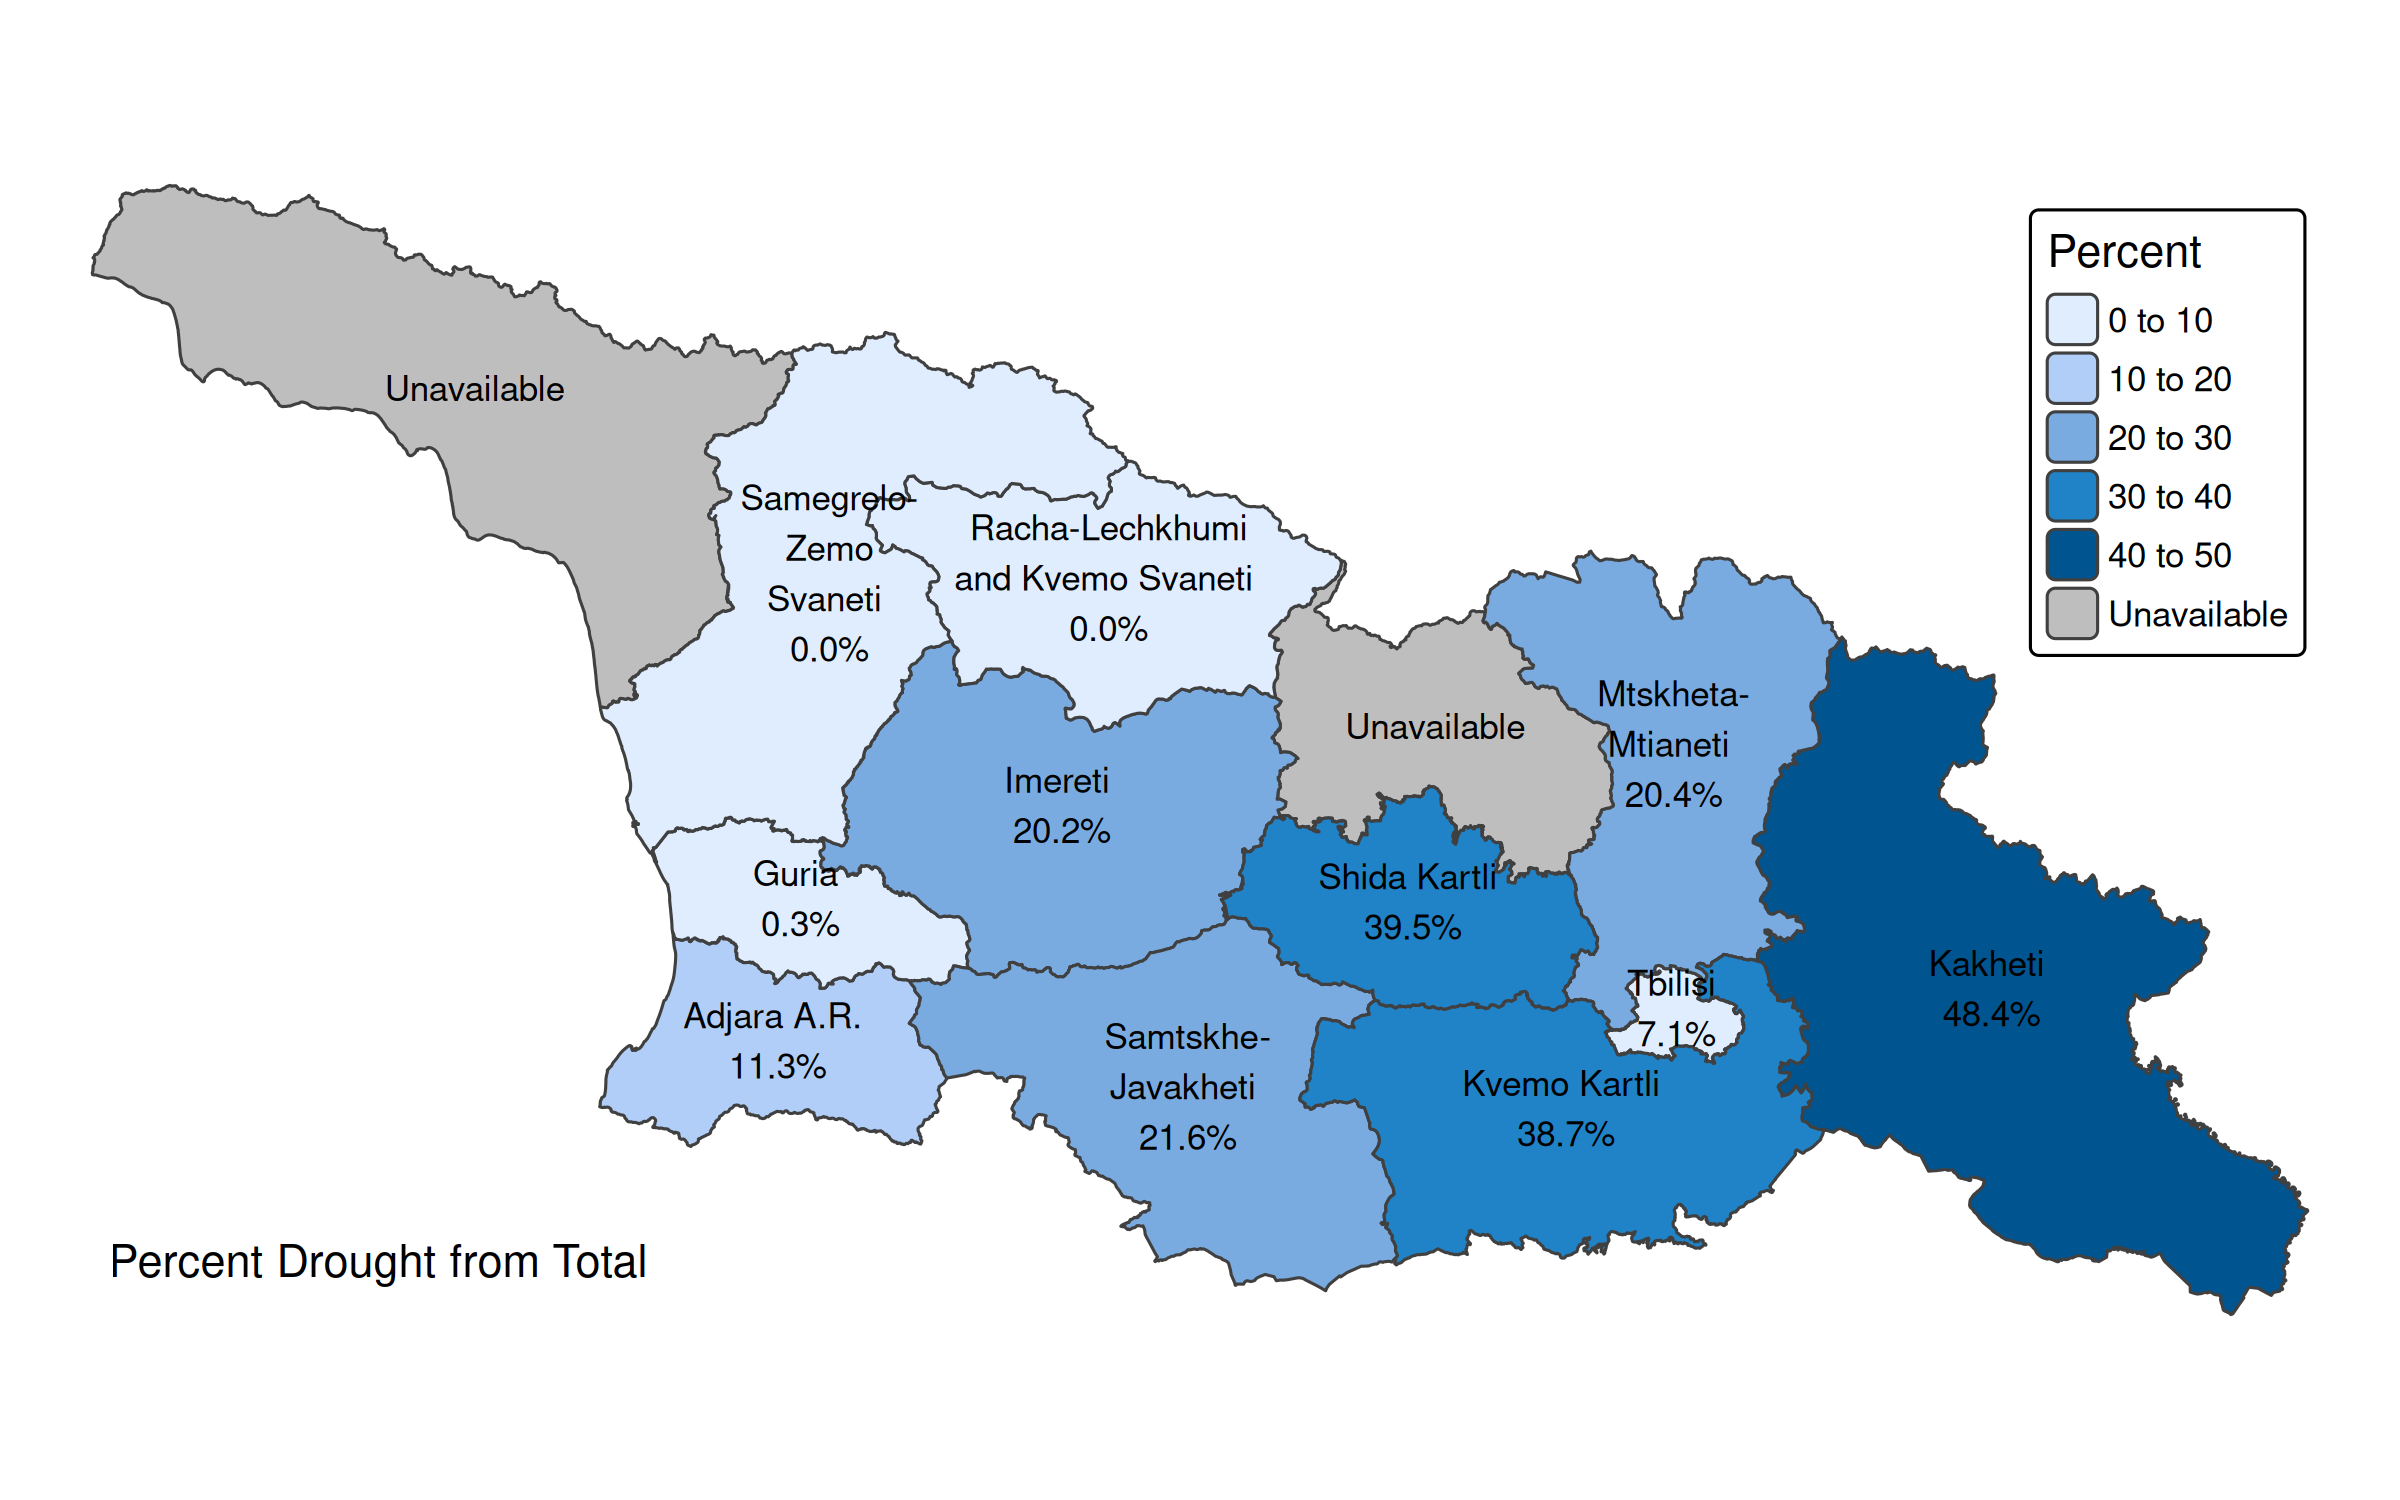 Percent
0 to 10
10 to 20
20 to 30
30 to 40
40 to 50
Unavailable
Unavailable
Samegrelo-
Zemo
Svaneti
0.0%
Racha-Lechkhumi
and Kvemo Svaneti
0.0%
Unavailable
Mtskheta-
Mtianeti
20.4%
Imereti
20.2%
Guria
0.3%
Shida Kartli
39.5%
Kakheti
48.4%
Tbilisi
7.1%
Adjara A.R.
11.3%
Samtskhe-
Javakheti
21.6%
Kvemo Kartli
38.7%
Percent Drought from Total